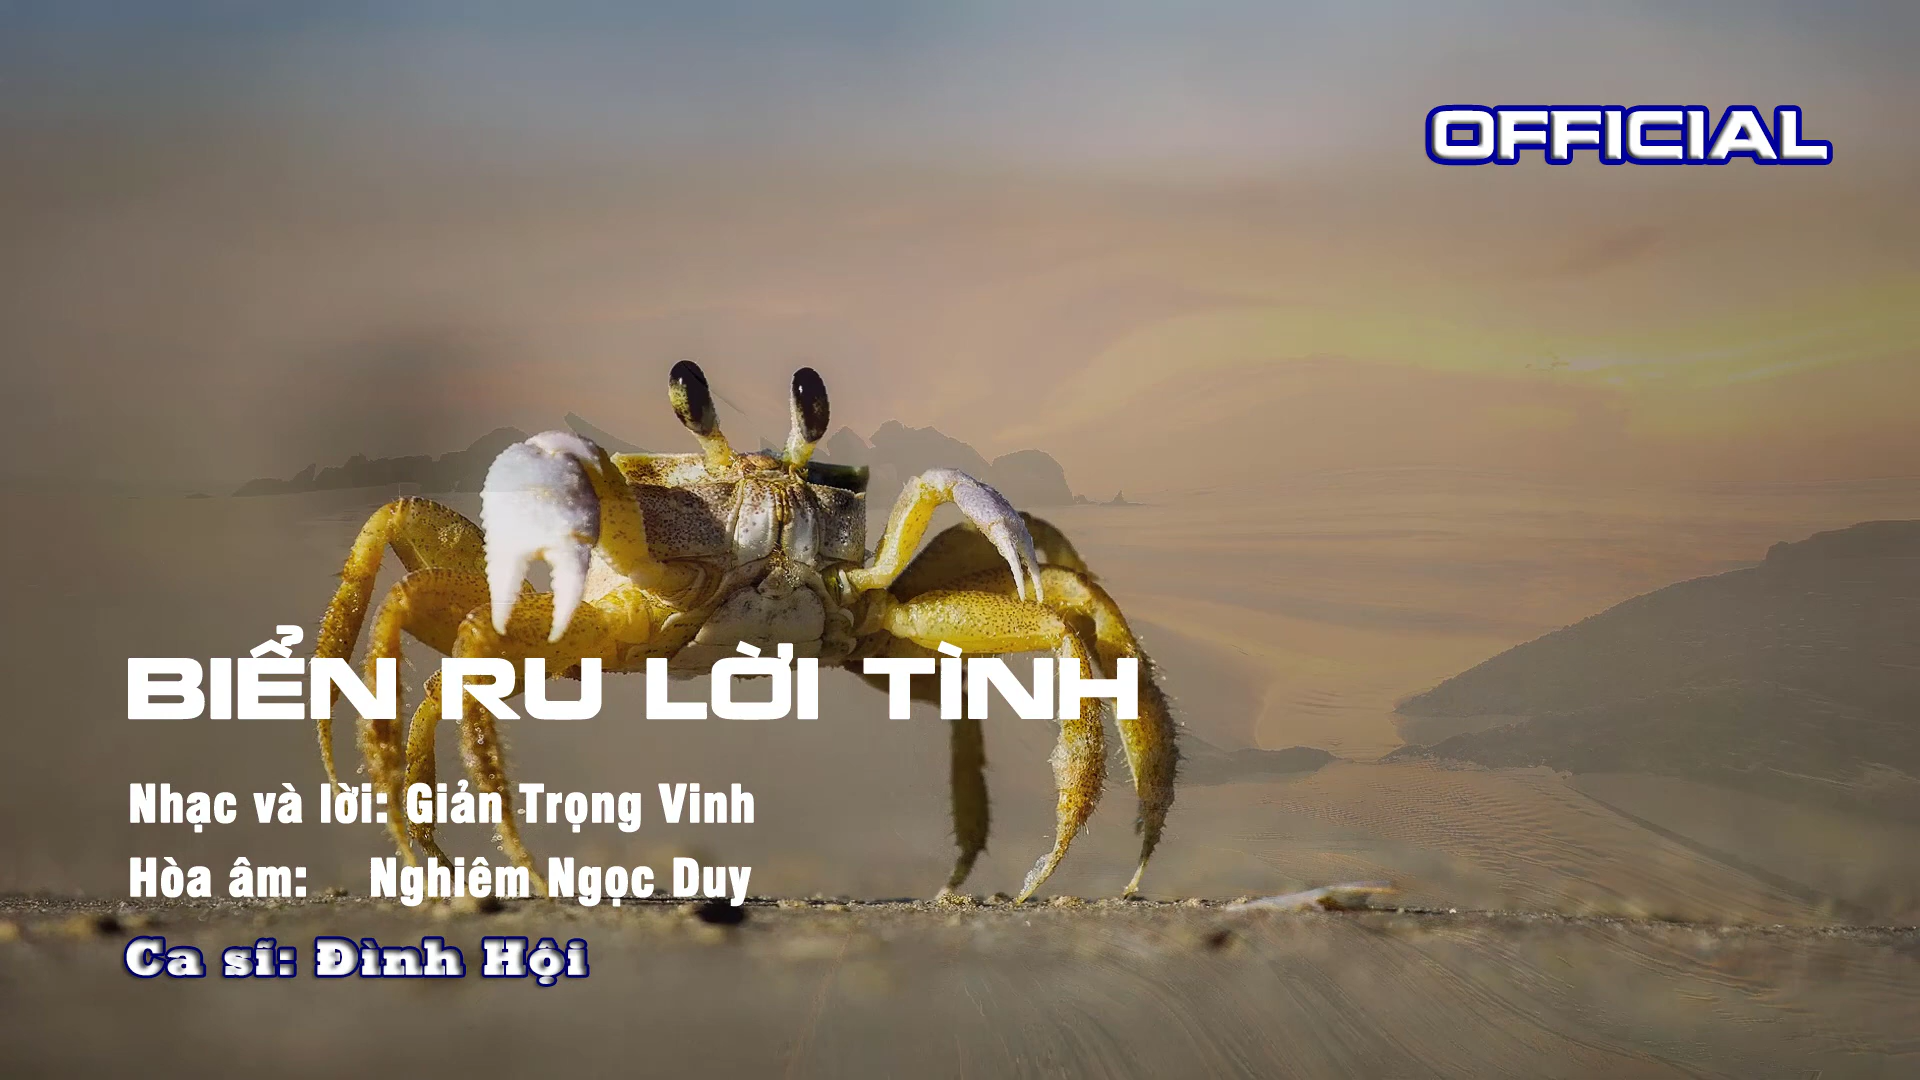 OFFICIAL
BIỂN RU LỜI TÌNH
Nhạc và lời: Giản Trọng Vinh
Hòa âm: Nghiêm Ngọc Duy
Ca sĩ: Đình Hội